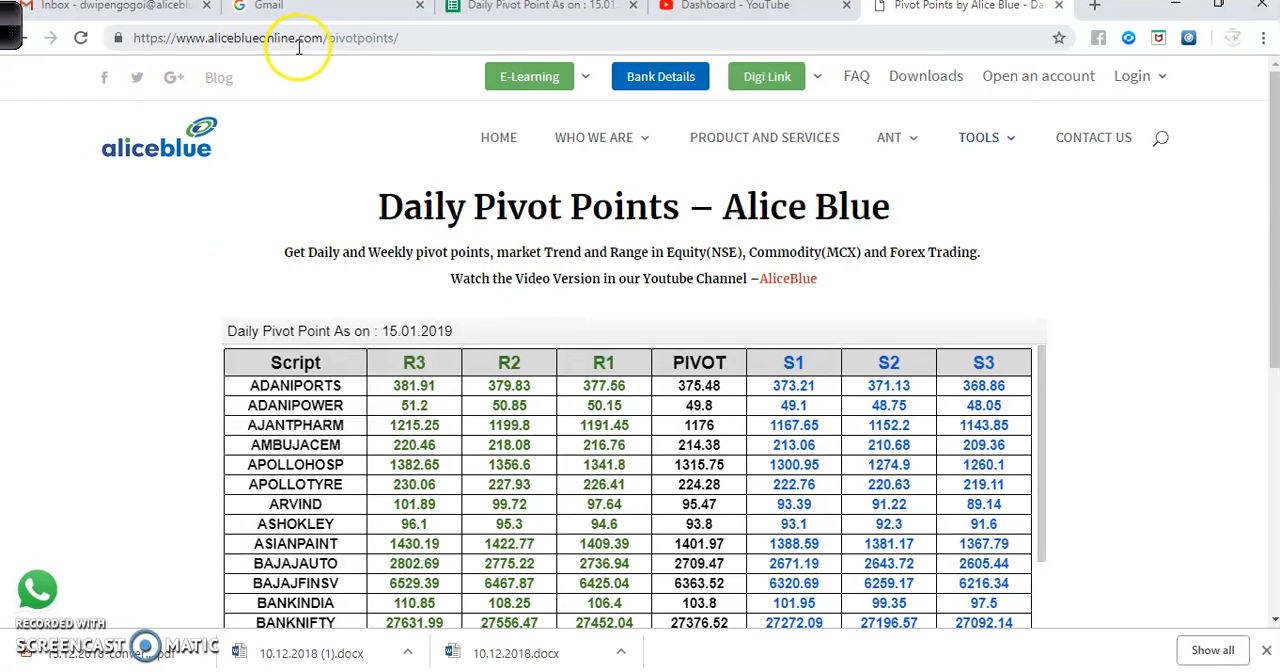 Inbox - dwipengogoi@aliceblu
Gmail
Daily Pivot Point As on : 15.01
Dashboard - YouTube
Pivot Points by Alice Blue - Da
https://www.aliceblueonline.com/pivotpoints/
Blog
E-Learning
Bank Details
Digi Link
FAQ
Downloads
Open an account
Login
aliceblue
HOME
WHO WE ARE
PRODUCT AND SERVICES
ANT
TOOLS
CONTACT US
Daily Pivot Points – Alice Blue
Get Daily and Weekly pivot points, market Trend and Range in Equity(NSE), Commodity(MCX) and Forex Trading.
Watch the Video Version in our Youtube Channel –AliceBlue
Daily Pivot Point As on : 15.01.2019
Script R3 R2 R1 PIVOT S1 S2 S3
ADANIPORTS 381.91 379.83 377.56 375.48 373.21 371.13 368.86
ADANIPOWER 51.2 50.85 50.15 49.8 49.1 48.75 48.05
AJANTPHARM 1215.25 1199.8 1191.45 1176 1167.65 1152.2 1143.85
AMBUJACEM 220.46 218.08 216.76 214.38 213.06 210.68 209.36
APOLLOHOSP 1382.65 1356.6 1341.8 1315.75 1300.95 1274.9 1260.1
APOLLOTYRE 230.06 227.93 226.41 224.28 222.76 220.63 219.11
ARVIND 101.89 99.72 97.64 95.47 93.39 91.22 89.14
ASHOKLEY 96.1 95.3 94.6 93.8 93.1 92.3 91.6
ASIANPAINT 1430.19 1422.77 1409.39 1401.97 1388.59 1381.17 1367.79
BAJAJAUTO 2802.69 2775.22 2736.94 2709.47 2671.19 2643.72 2605.44
BAJAJFINSV 6529.39 6467.87 6425.04 6363.52 6320.69 6259.17 6216.34
BANKINDIA 110.85 108.25 106.4 103.8 101.95 99.35 97.5
BANKNIFTY 27631.99 27556.47 27452.04 27376.52 27272.09 27196.57 27092.14
RECORDED WITH
SCREENCAST MATIC
10.12.2018 (1).docx
10.12.2018.docx
Show all